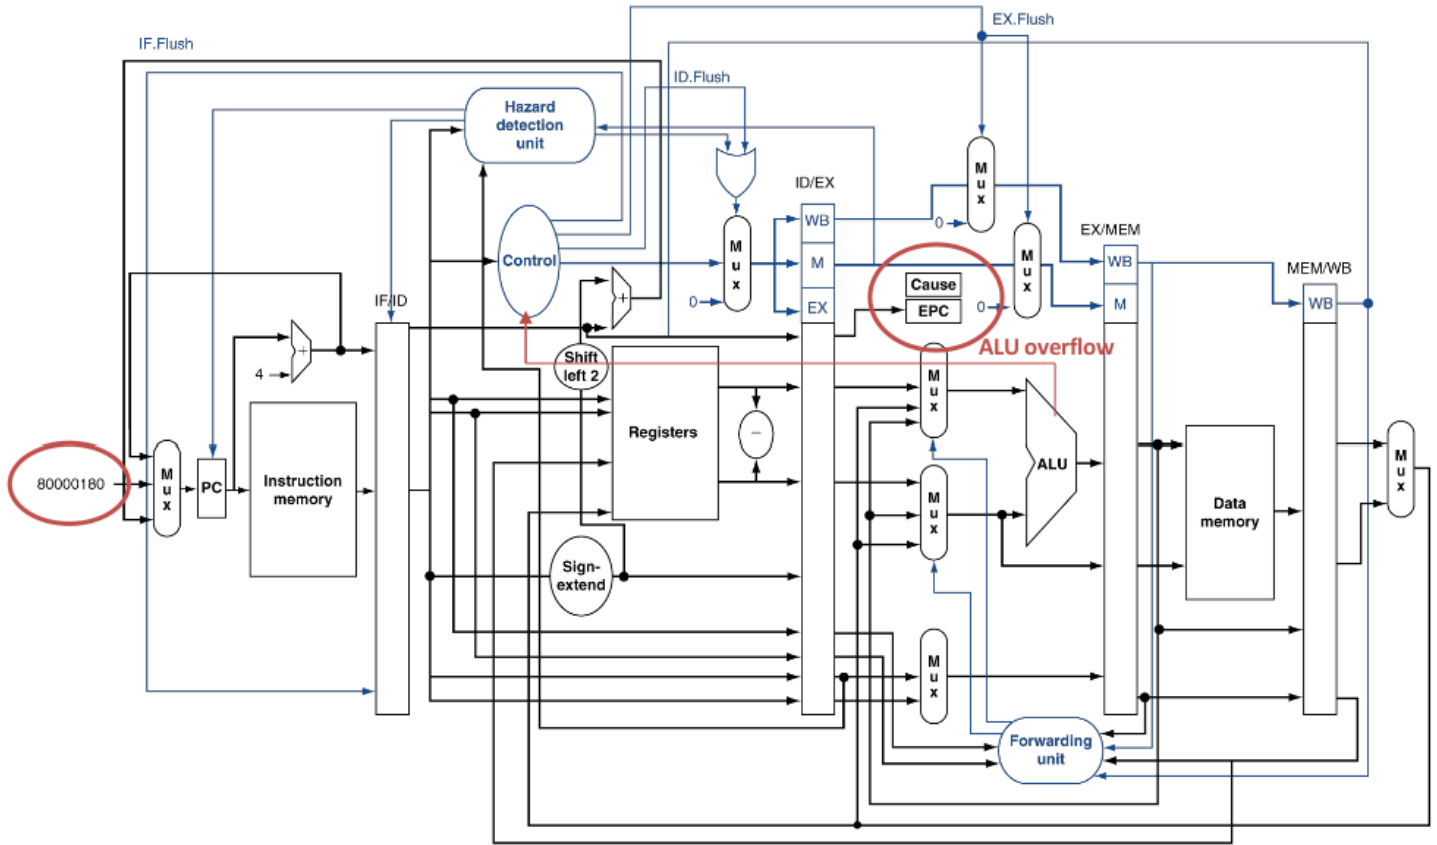 EX.Flush
IF.Flush
ID.Flush
Hazard
detection
unit
M
u
x
ID/EX
WB
0
M
u
x
EX/MEM
Control
M
u
x
M
Cause
WB
MEM/WB
0
EX
EPC
0
M
WB
IF/ID
+
+
ALU overflow
4
Shift
left 2
M
u
x
Registers
−
80000180
M
u
x
PC
Instruction
memory
ALU
M
u
x
M
u
x
Data
memory
Sign-
extend
M
u
x
Forwarding
unit